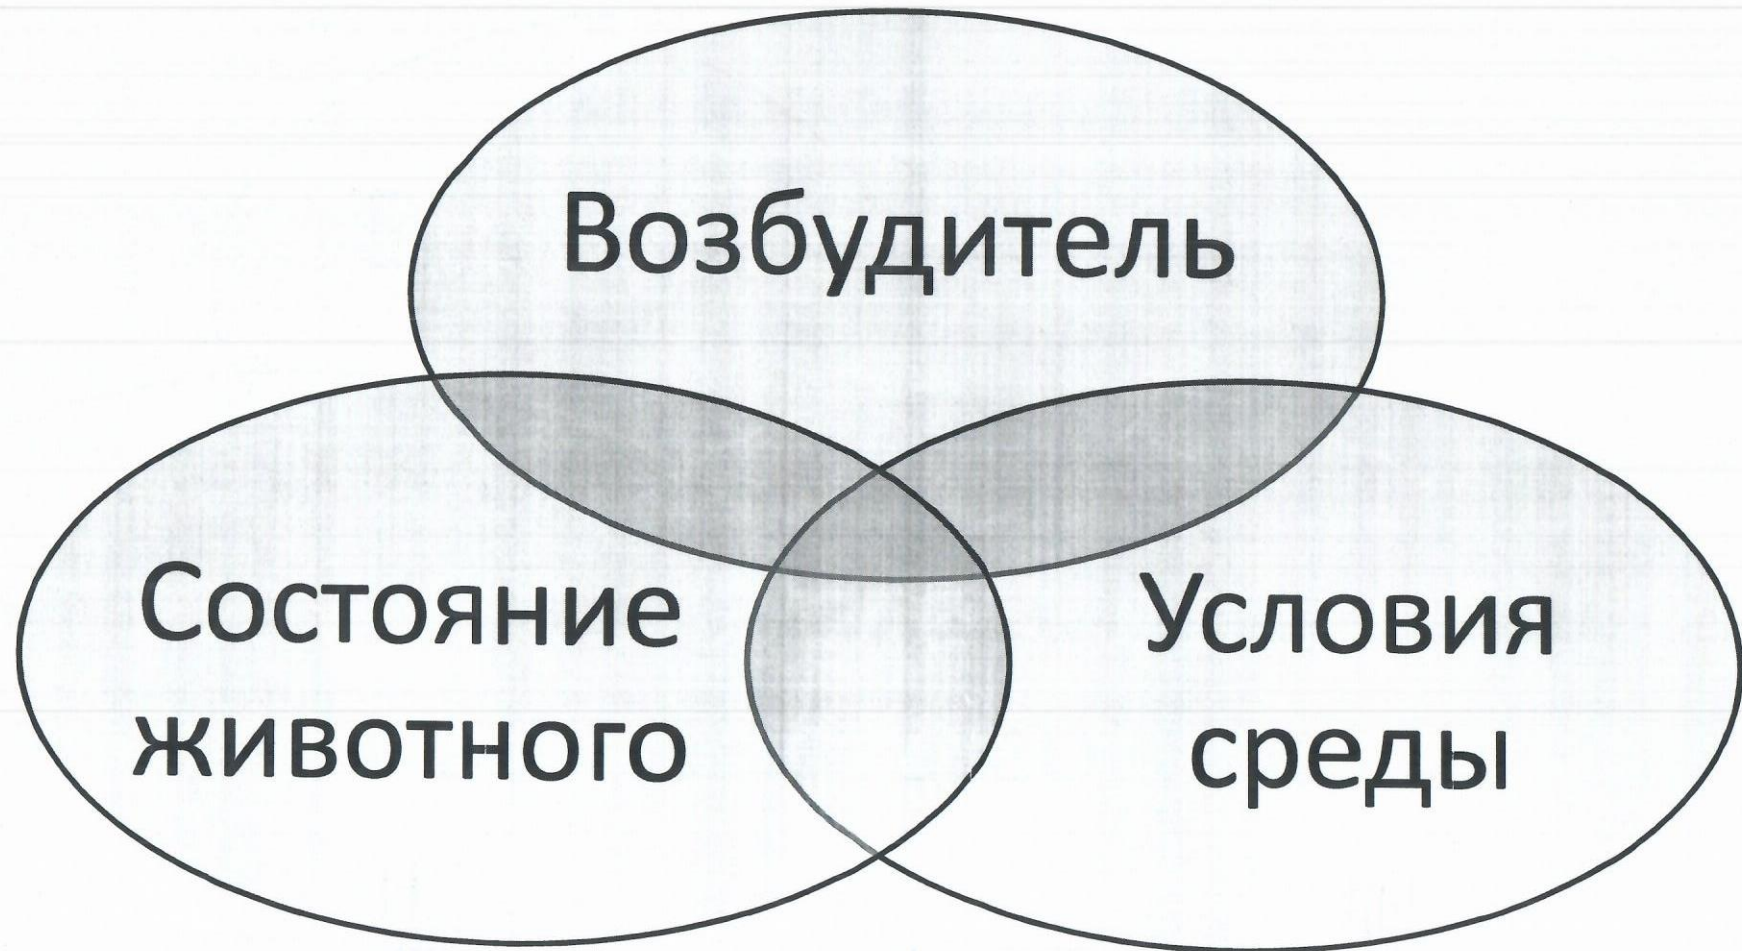 Возбудитель
Состояние
животного
Условия
среды